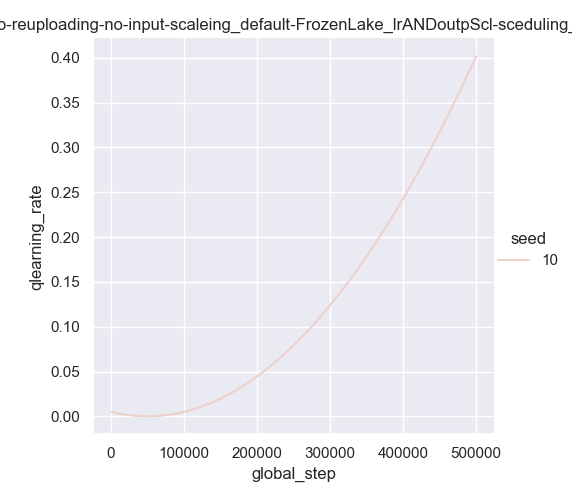 o-reuploading-no-input-scaleing_default-FrozenLake_lrANDoutpScl-sceduling_
0.40
0.35
0.30
0.25
0.20
0.15
0.10
0.05
0.00
qlearning_rate
seed
10
0 100000 200000 300000 400000 500000
global_step